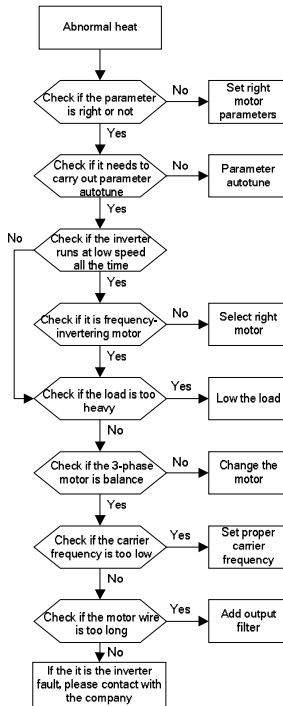 Abnormal heat
Check if the parameter
is right or not
No
Set right
motor
parameters
Yes
Check if it needs to
carry out parameter
autotune
No
Parameter
autotune
Yes
No
Check if the inverter
runs at low speed
all the time
Yes
Check if it is frequency-
invertering motor
No
Select right
motor
Yes
Check if the load is too
heavy
Yes
Low the load
No
Check if the 3-phase
motor is balance
No
Change the
motor
Yes
Check if the carrier
frequency is too low
Yes
Set proper
carrier
frequency
No
Check if the motor wire
is too long
Yes
Add output
filter
No
If the it is the inverter
fault, please contact with
the company